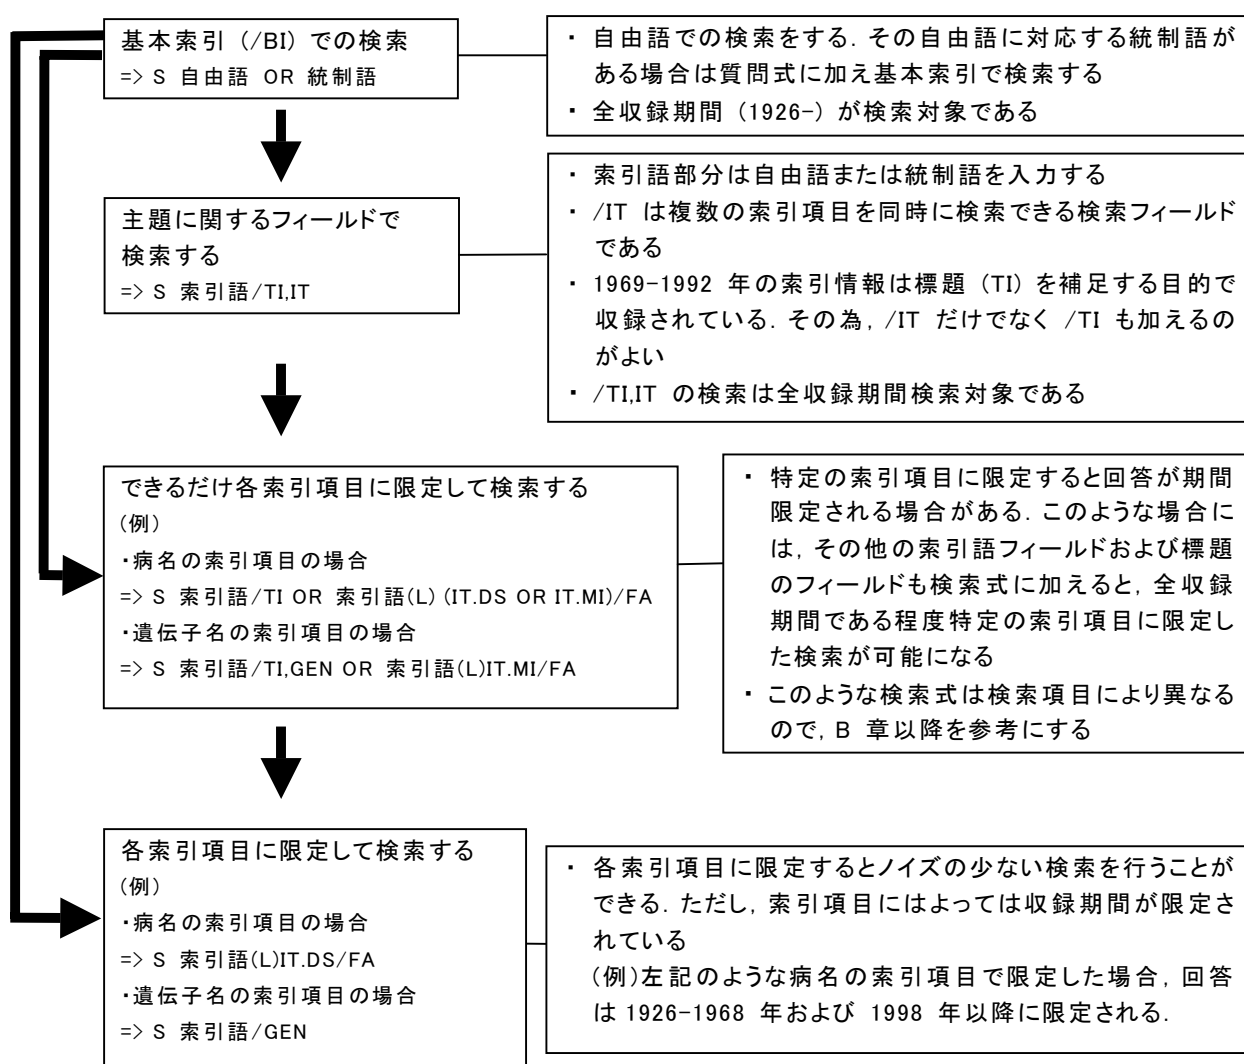 基本索引 (/BI) での検索
=> S 自由語 OR 統制語
・ 自由語での検索をする. その自由語に対応する統制語が
ある場合は質問式に加え基本索引で検索する
・ 全収録期間 (1926-) が検索対象である
主題に関するフィールドで
検索する
=> S 索引語/TI,IT
・ 索引語部分は自由語または統制語を入力する
・ /IT は複数の索引項目を同時に検索できる検索フィールド
である
・ 1969-1992 年の索引情報は標題 (TI) を補足する目的で
収録されている. その為, /IT だけでなく /TI も加えるの
がよい
・ /TI,IT の検索は全収録期間検索対象である
できるだけ各索引項目に限定して検索する
(例)
・病名の索引項目の場合
=> S 索引語/TI OR 索引語(L) (IT.DS OR IT.MI)/FA
・遺伝子名の索引項目の場合
=> S 索引語/TI,GEN OR 索引語(L)IT.MI/FA
・ 特定の索引項目に限定すると回答が期間
限定される場合がある. このような場合に
は, その他の索引語フィールドおよび標題
のフィールドも検索式に加えると, 全収録
期間である程度特定の索引項目に限定し
た検索が可能になる
・ このような検索式は検索項目により異なる
ので, B 章以降を参考にする
各索引項目に限定して検索する
(例)
・病名の索引項目の場合
=> S 索引語(L)IT.DS/FA
・遺伝子名の索引項目の場合
=> S 索引語/GEN
・ 各索引項目に限定するとノイズの少ない検索を行うことが
できる. ただし, 索引項目にはよっては収録期間が限定さ
れている
(例)左記のような病名の索引項目で限定した場合, 回答
は 1926-1968 年および 1998 年以降に限定される.